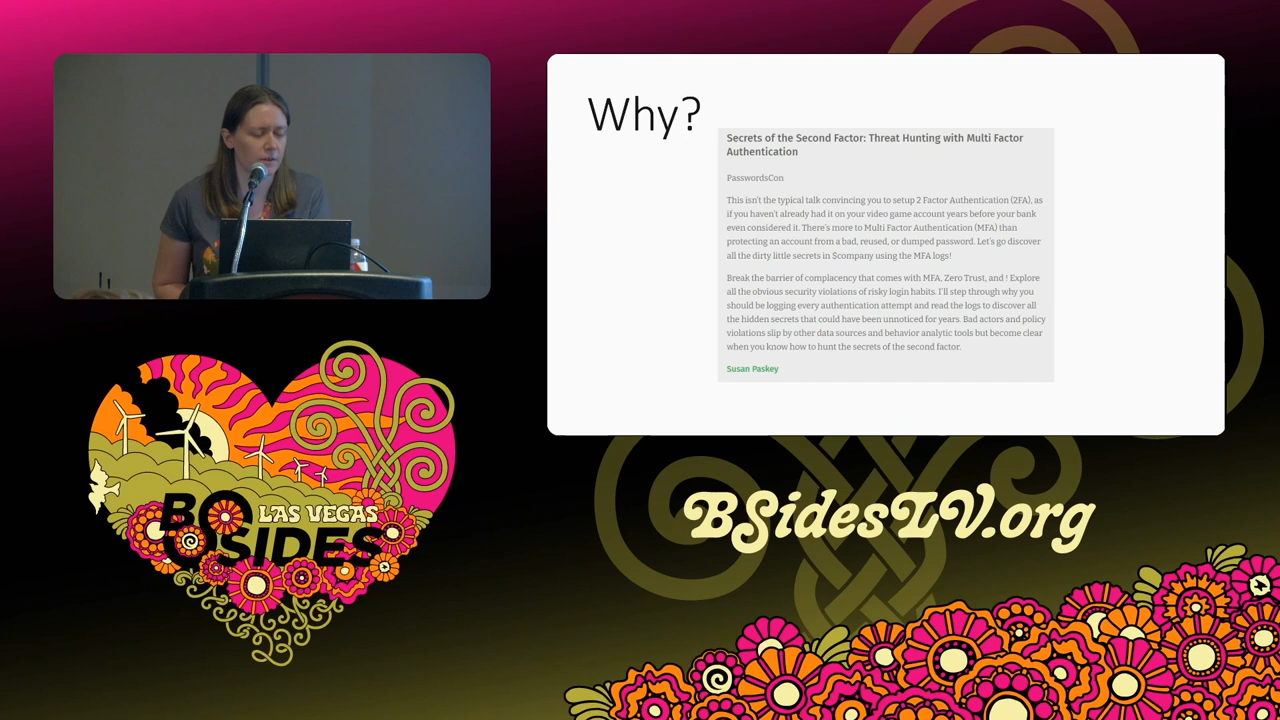 Why?
Secrets of the Second Factor: Threat Hunting with Multi Factor
Authentication
PasswordsCon
This isn't the typical talk convincing you to setup 2 Factor Authentication (2FA), as
if you haven't already had it on your video game account years before your bank
even considered it. There's more to Multi Factor Authentication (MFA) than
protecting an account from a bad, reused, or dumped password. Let's go discover
all the dirty little secrets in $company using the MFA logs!
Break the barrier of complacency that comes with MFA, Zero Trust, and ! Explore
all the obvious security violations of risky login habits. I'll step through why you
should be logging every authentication attempt and read the logs to discover all
the hidden secrets that could have been unnoticed for years. Bad actors and policy
violations slip by other data sources and behavior analytic tools but become clear
when you know how to hunt the secrets of the second factor.
Susan Paskey
BSIDES
LAS VEGAS
BSidesLV.org